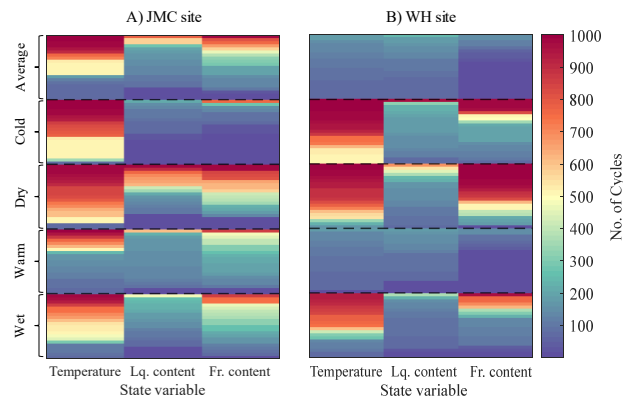 A) JMC site
B) WH site
Average
Cold
Dry
Warm
Wet
Temperature Lq. content Fr. content
State variable
Temperature Lq. content Fr. content
State variable
1000
900
800
700
600
500
400
300
200
100
No. of Cycles